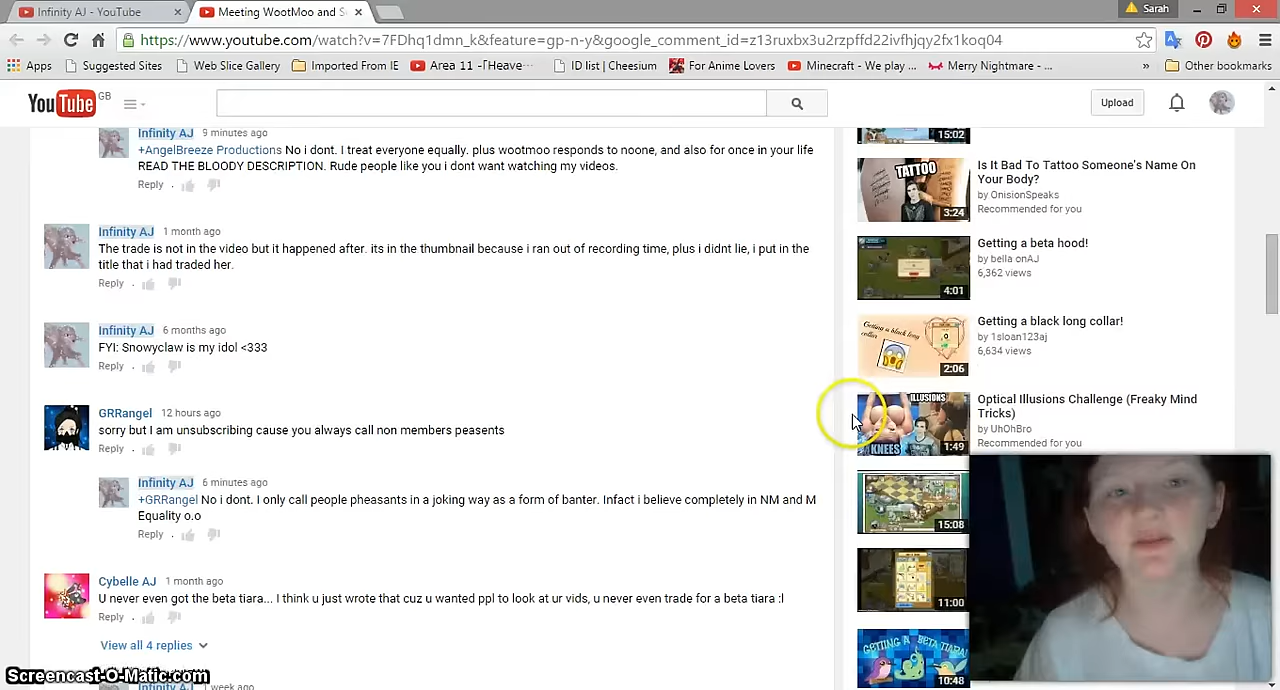 Infinity AJ - YouTube
Meeting WootMoo and S
Sarah
https://www.youtube.com/watch?v=7FDhq1dmn_k&feature=gp-n-y&google_comment_id=z13ruxbx3u2rzpffd22ivfhjqy2fx1koq04
Apps Suggested Sites Web Slice Gallery Imported From IE Area 11 -「Heave… ID list | Cheesium For Anime Lovers Minecraft - We play … Merry Nightmare - … » Other bookmarks
YouTube GB
Upload
Infinity AJ 9 minutes ago
+AngelBreeze Productions No i dont. I treat everyone equally. plus wootmoo responds to noone, and also for once in your life
READ THE BLOODY DESCRIPTION. Rude people like you i dont want watching my videos.
Reply
Infinity AJ 1 month ago
The trade is not in the video but it happened after. its in the thumbnail because i ran out of recording time, plus i didnt lie, i put in the
title that i had traded her.
Reply
Infinity AJ 6 months ago
FYI: Snowyclaw is my idol <333
Reply
GRRangel 12 hours ago
sorry but I am unsubscribing cause you always call non members peasents
Reply
Infinity AJ 6 minutes ago
+GRRangel No i dont. I only call people pheasants in a joking way as a form of banter. Infact i believe completely in NM and M
Equality o.o
Reply
Cybelle AJ 1 month ago
U never even got the beta tiara... I think u just wrote that cuz u wanted ppl to look at ur vids, u never even trade for a beta tiara :l
Reply
View all 4 replies
Infinity AJ 1 week ago
Screencast-O-Matic.com
15:02
TATTOO
3:24
Is It Bad To Tattoo Someone's Name On
Your Body?
by OnisionSpeaks
Recommended for you
4:01
Getting a beta hood!
by bella onAJ
6,362 views
Getting a black long
collar
2:06
Getting a black long collar!
by 1sloan123aj
6,634 views
ILLUSIONS
KNEES
1:49
Optical Illusions Challenge (Freaky Mind
Tricks)
by UhOhBro
Recommended for you
15:08
11:00
GETTING A BETA TIARA!
10:48